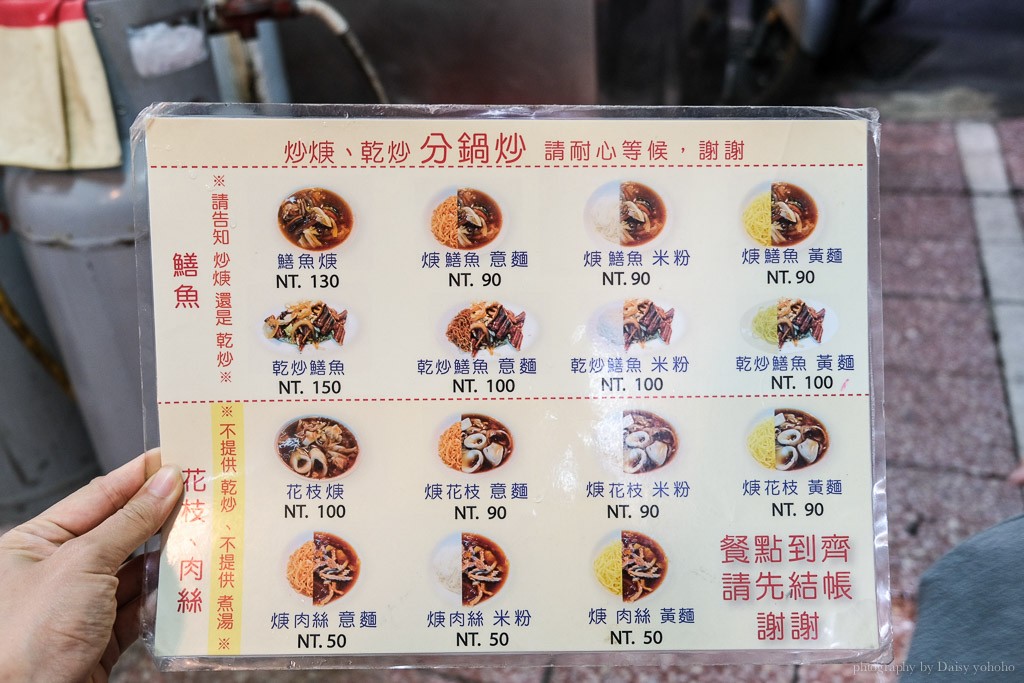 炒焿、乾炒 分鍋炒 請耐心等候，謝謝
鱔魚
※請告知 炒焿 還是 乾炒※
鱔魚焿
NT. 130
焿鱔魚 意麵
NT. 90
焿鱔魚 米粉
NT. 90
焿鱔魚 黃麵
NT. 90
乾炒鱔魚
NT. 150
乾炒鱔魚 意麵
NT. 100
乾炒鱔魚 米粉
NT. 100
乾炒鱔魚 黃麵
NT. 100
花枝、肉絲
※不提供 乾炒、不提供 煮湯※
花枝焿
NT. 100
焿花枝 意麵
NT. 90
焿花枝 米粉
NT. 90
焿花枝 黃麵
NT. 90
焿肉絲 意麵
NT. 50
焿肉絲 米粉
NT. 50
焿 肉絲 黃麵
NT. 50
餐點到齊
請先結帳
謝謝
photography by Daisy yohoho